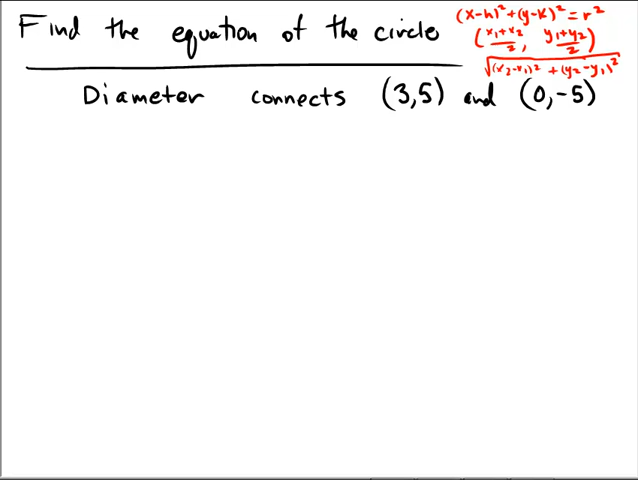 Find the equation of the circle
(x-h)²+(y-k)²=r²
(x₁+x₂/2, y₁+y₂/2)
√(x₂-x₁)²+(y₂-y₁)²
Diameter connects (3,5) and (0,-5)